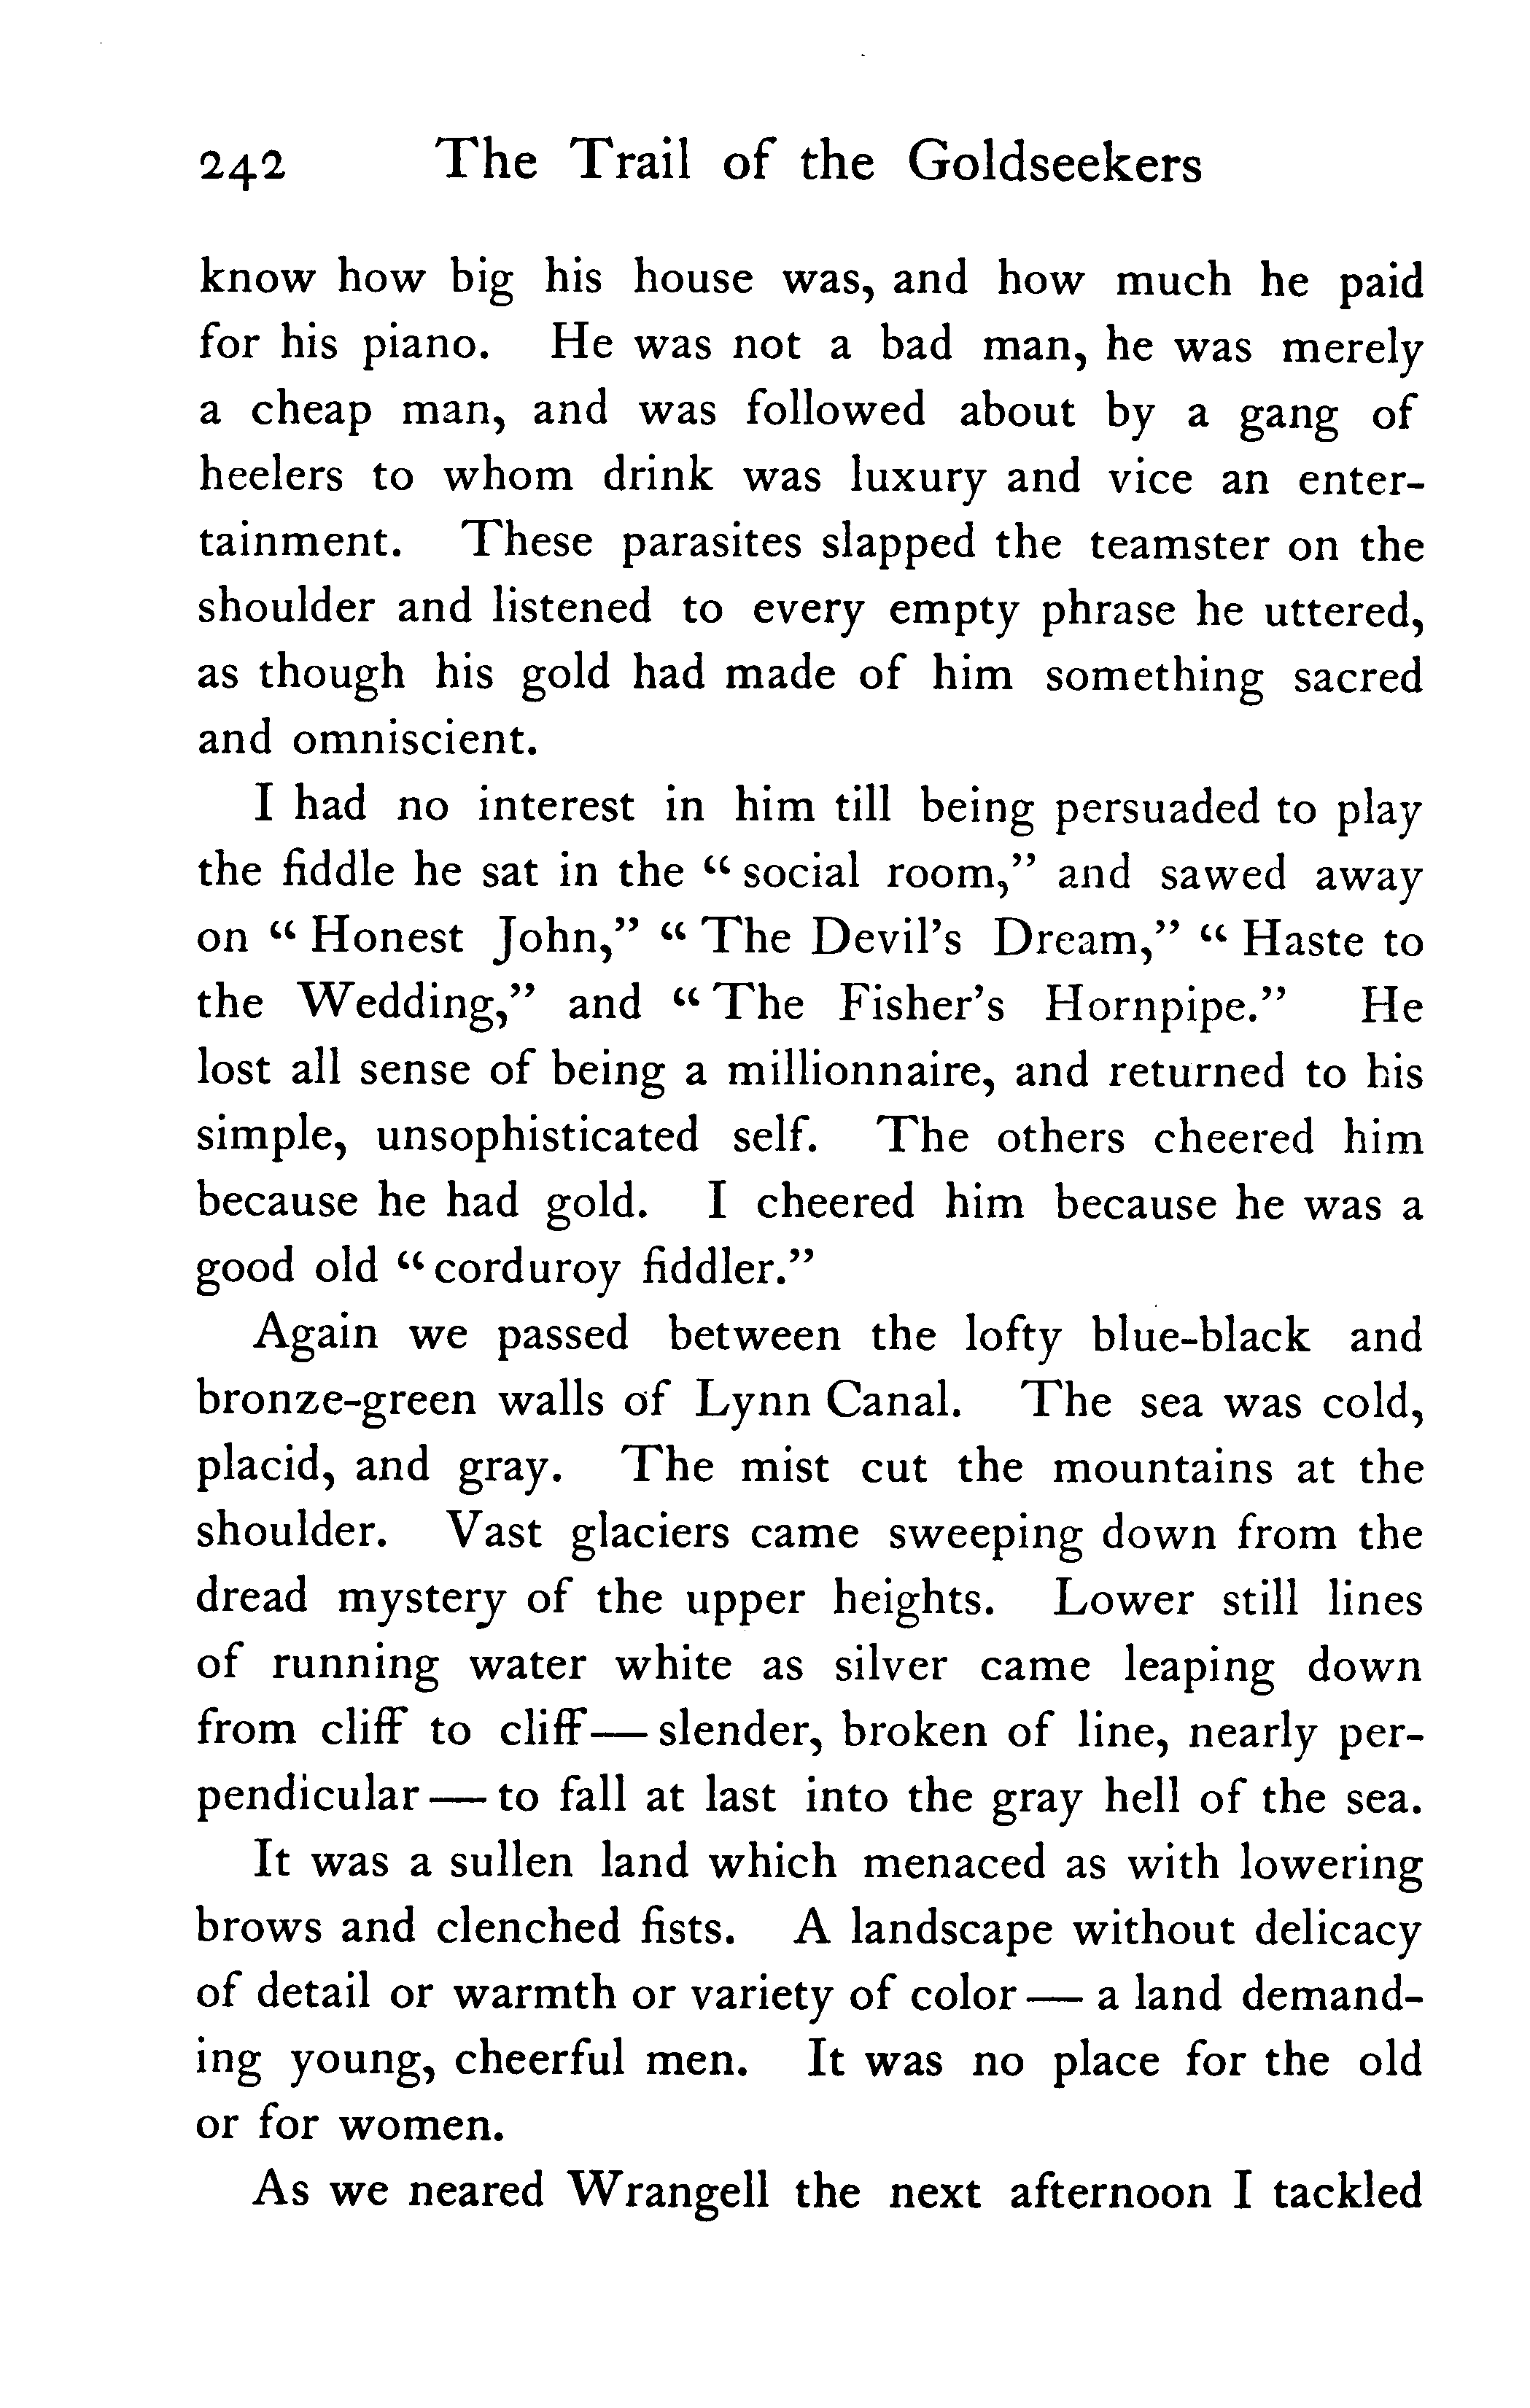 242 The Trail of the Goldseekers
know how big his house was, and how much he paid
for his piano. He was not a bad man, he was merely
a cheap man, and was followed about by a gang of
heelers to whom drink was luxury and vice an enter-
tainment. These parasites slapped the teamster on the
shoulder and listened to every empty phrase he uttered,
as though his gold had made of him something sacred
and omniscient.
I had no interest in him till being persuaded to play
the fiddle he sat in the “ social room,” and sawed away
on “ Honest John,” “ The Devil’s Dream,” “ Haste to
the Wedding,” and “ The Fisher’s Hornpipe.” He
lost all sense of being a millionnaire, and returned to his
simple, unsophisticated self. The others cheered him
because he had gold. I cheered him because he was a
good old “ corduroy fiddler.”
Again we passed between the lofty blue-black and
bronze-green walls of Lynn Canal. The sea was cold,
placid, and gray. The mist cut the mountains at the
shoulder. Vast glaciers came sweeping down from the
dread mystery of the upper heights. Lower still lines
of running water white as silver came leaping down
from cliff to cliff — slender, broken of line, nearly per-
pendicular — to fall at last into the gray hell of the sea.
It was a sullen land which menaced as with lowering
brows and clenched fists. A landscape without delicacy
of detail or warmth or variety of color — a land demand-
ing young, cheerful men. It was no place for the old
or for women.
As we neared Wrangell the next afternoon I tackled